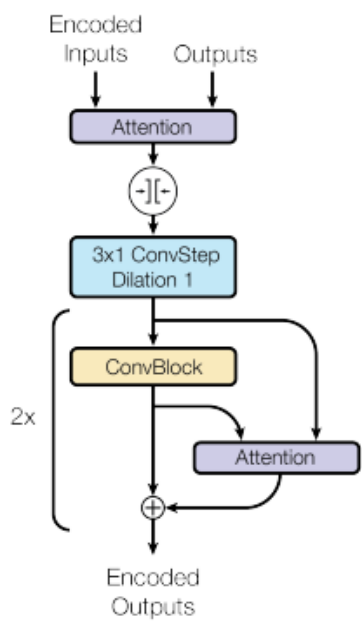 Encoded
Inputs
Outputs
Attention
3x1 ConvStep
Dilation 1
ConvBlock
2x
Attention
Encoded
Outputs